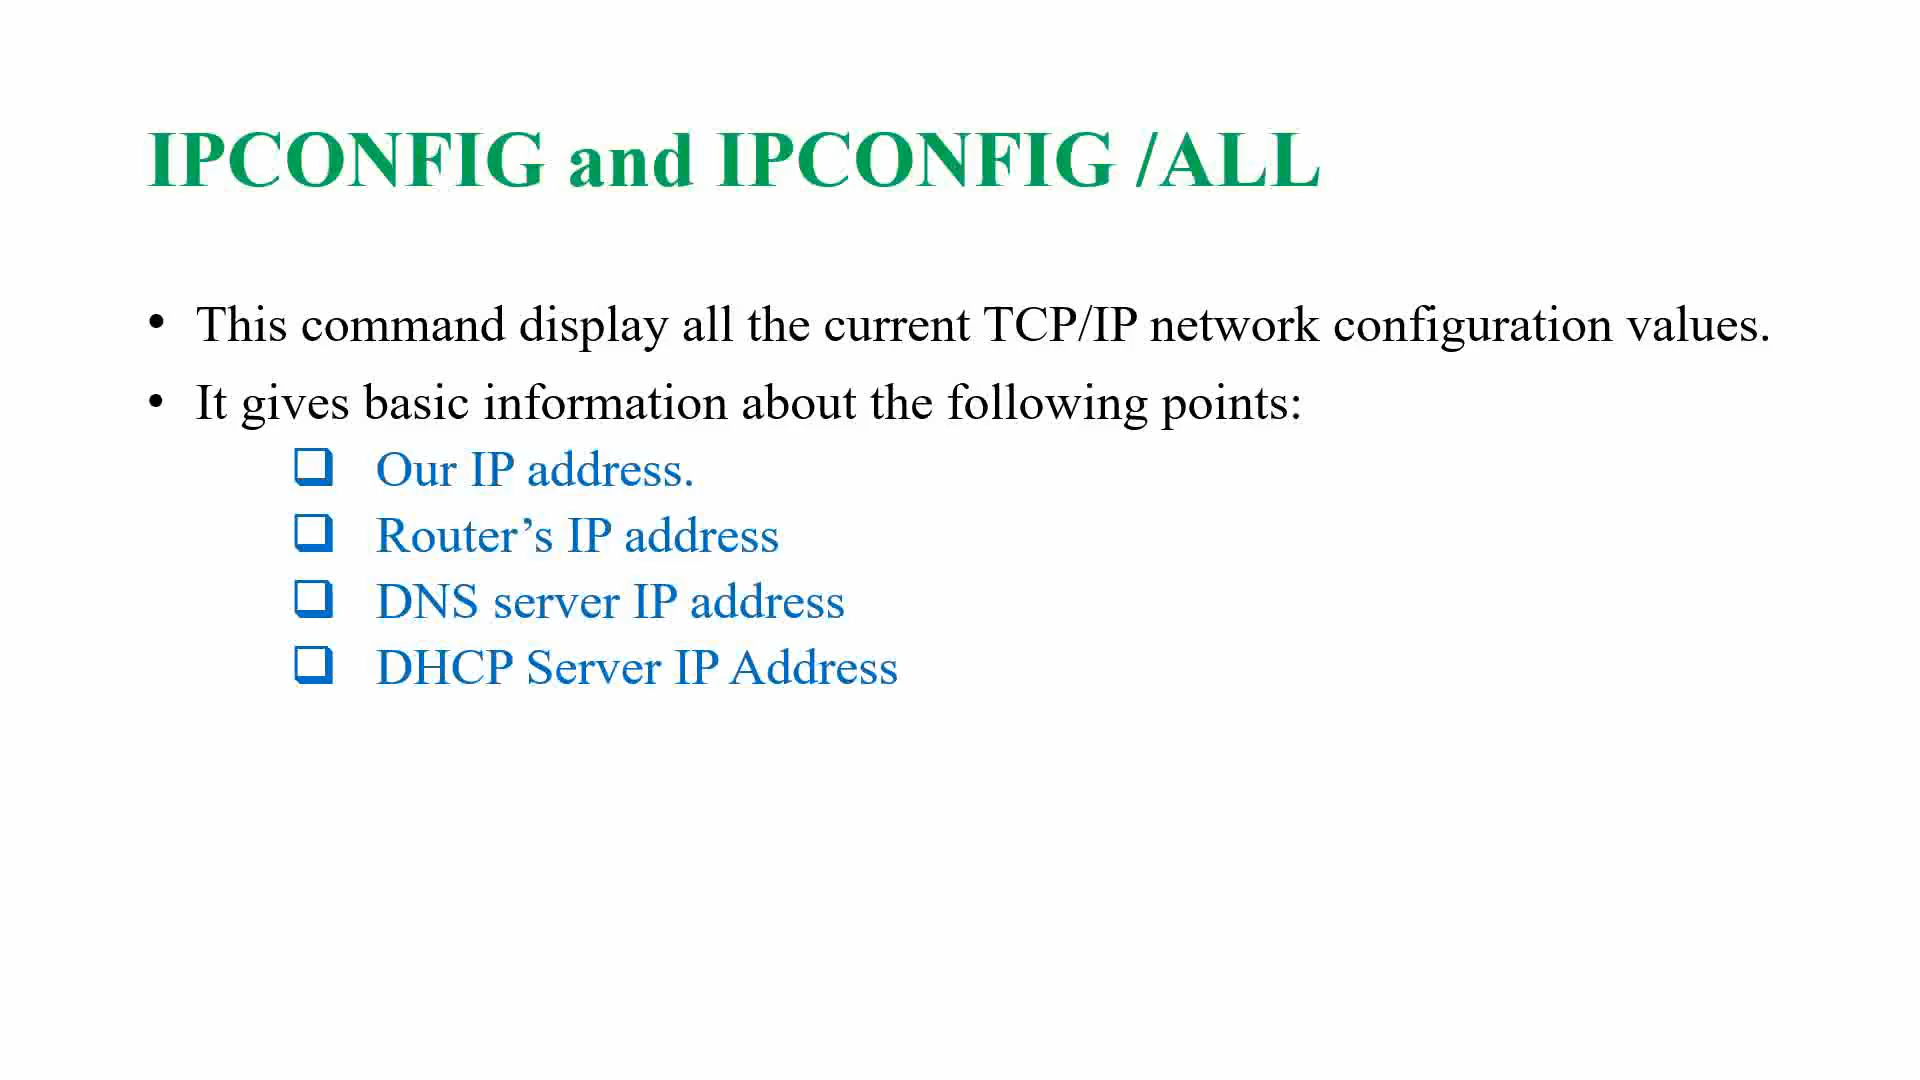 IPCONFIG and IPCONFIG /ALL
• This command display all the current TCP/IP network configuration values.
• It gives basic information about the following points:
❑ Our IP address.
❑ Router’s IP address
❑ DNS server IP address
❑ DHCP Server IP Address